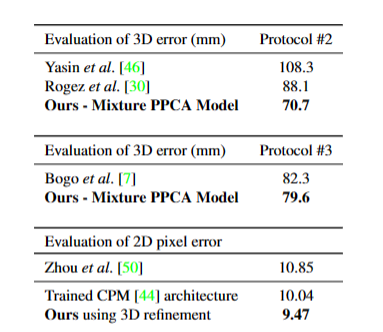 Evaluation of 3D error (mm) Protocol #2
Yasin et al. [46] 108.3
Rogez et al. [30] 88.1
Ours - Mixture PPCA Model 70.7
Evaluation of 3D error (mm) Protocol #3
Bogo et al. [7] 82.3
Ours - Mixture PPCA Model 79.6
Evaluation of 2D pixel error
Zhou et al. [50] 10.85
Trained CPM [44] architecture 10.04
Ours using 3D refinement 9.47